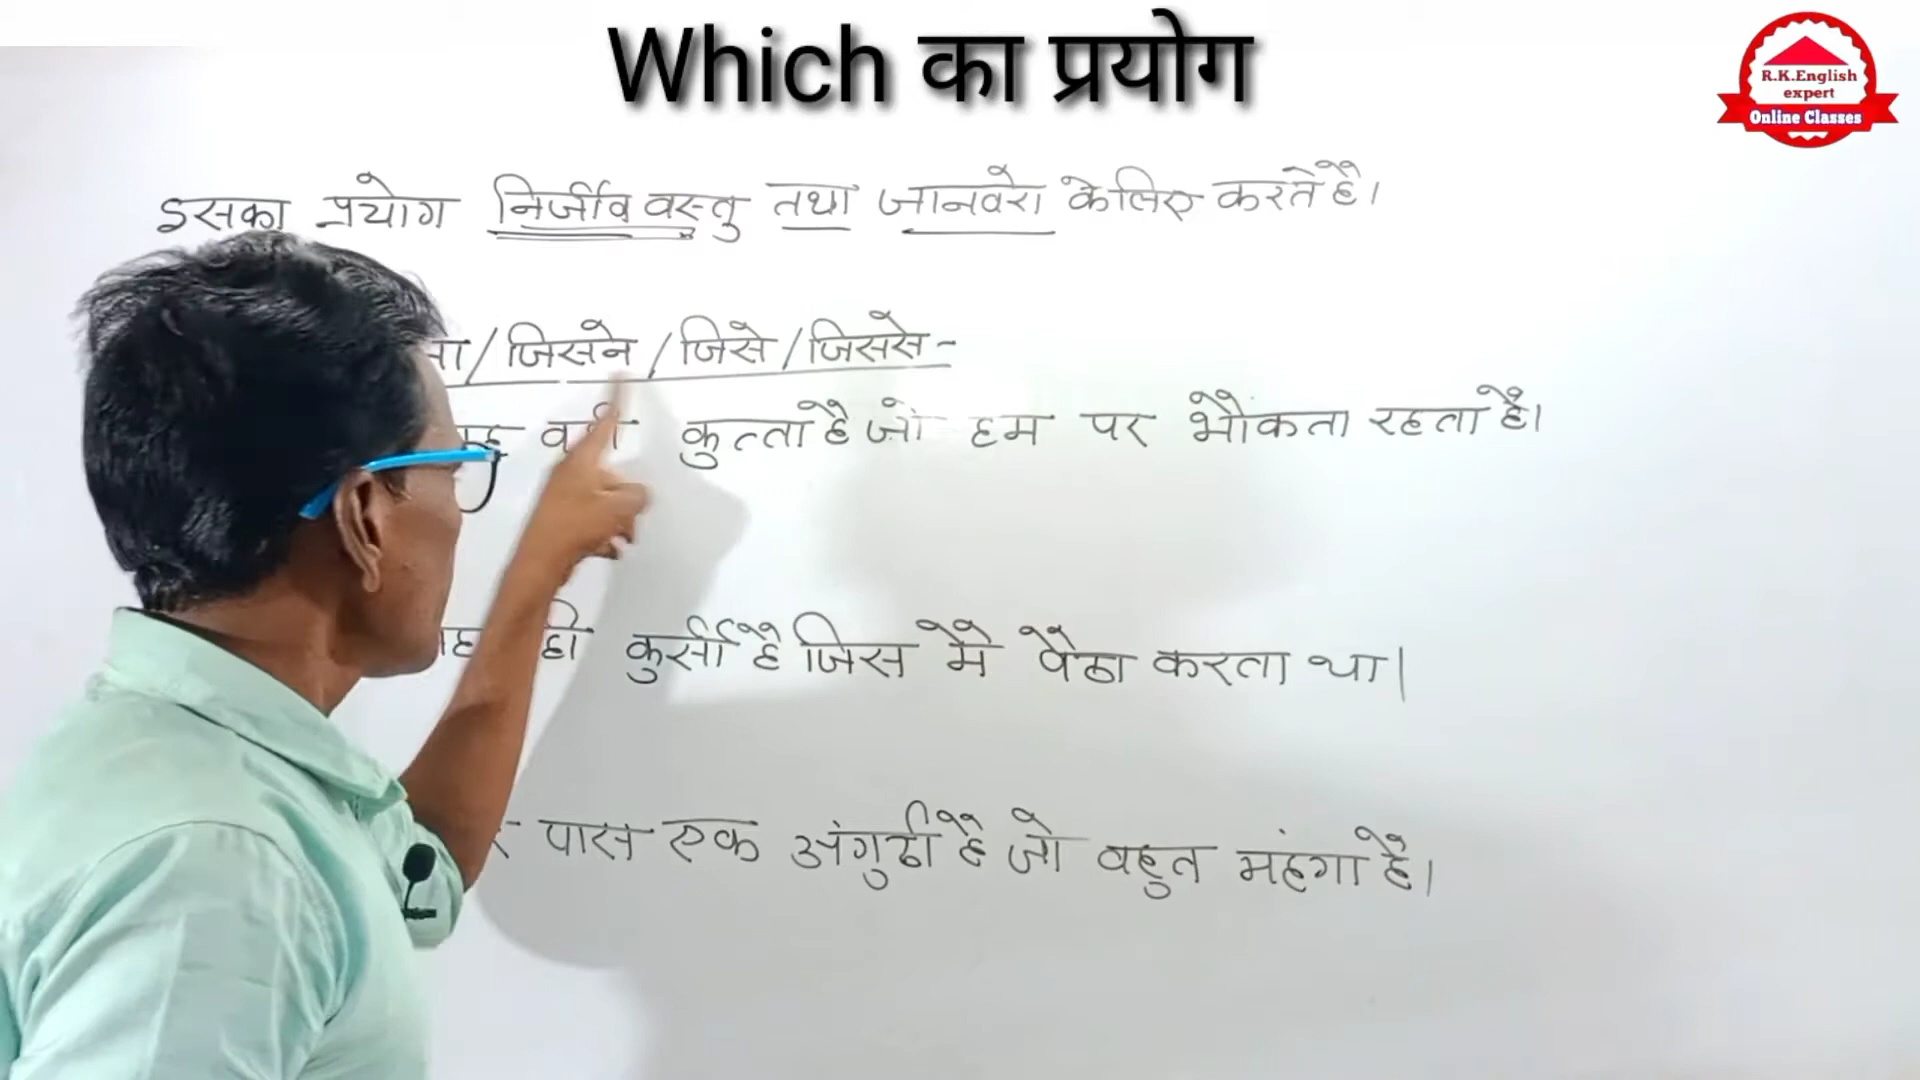 Which का प्रयोग
R.K.English
expert
Online Classes
इसका प्रयोग निर्जीव वस्तु तथा जानवरो के लिए करते है।
/ जिसने / जिसे / जिससे -
कुत्ता है जो हम पर भौकता रहता है।
कुर्सी है जिस मे वैठा करता था।
पास एक अंगुठी है जो वहुत महंगा है।